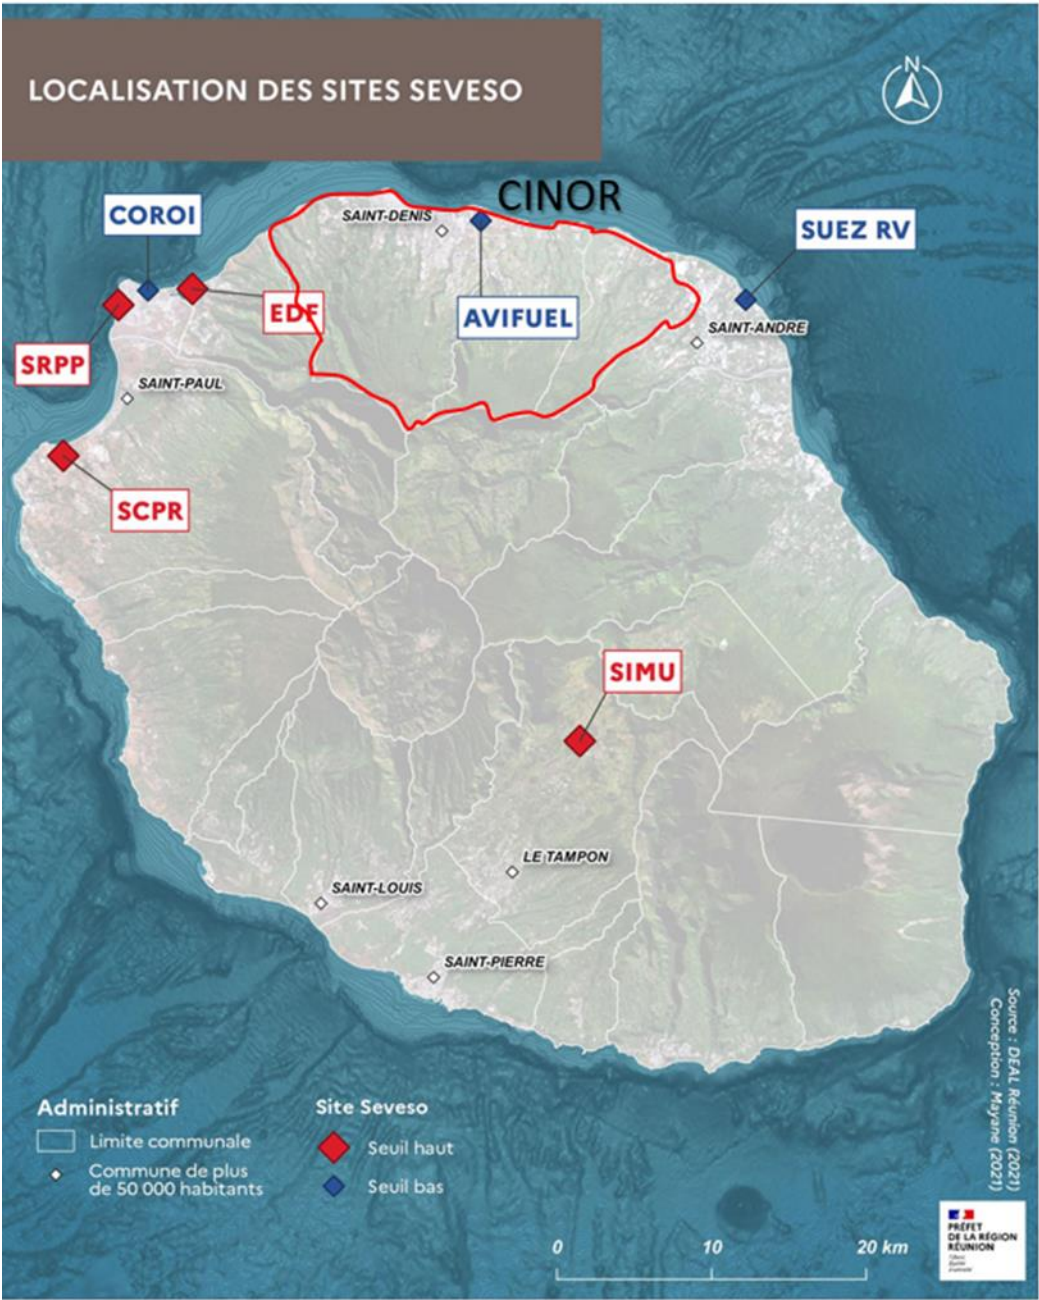 LOCALISATION DES SITES SEVESO
N
CINOR
COROI
SAINT-DENIS
SUEZ RV
EDF
AVIFUEL
SAINT-ANDRE
SRPP
SAINT-PAUL
SCPR
SIMU
LE TAMPON
SAINT-LOUIS
SAINT-PIERRE
Source : DEAL Réunion (2021)
Conception : Mayane (2021)
Administratif
Limite communale
Commune de plus
de 50 000 habitants
Site Seveso
Seuil haut
Seuil bas
0 10 20 km
PRÉFET
DE LA RÉGION
RÉUNION